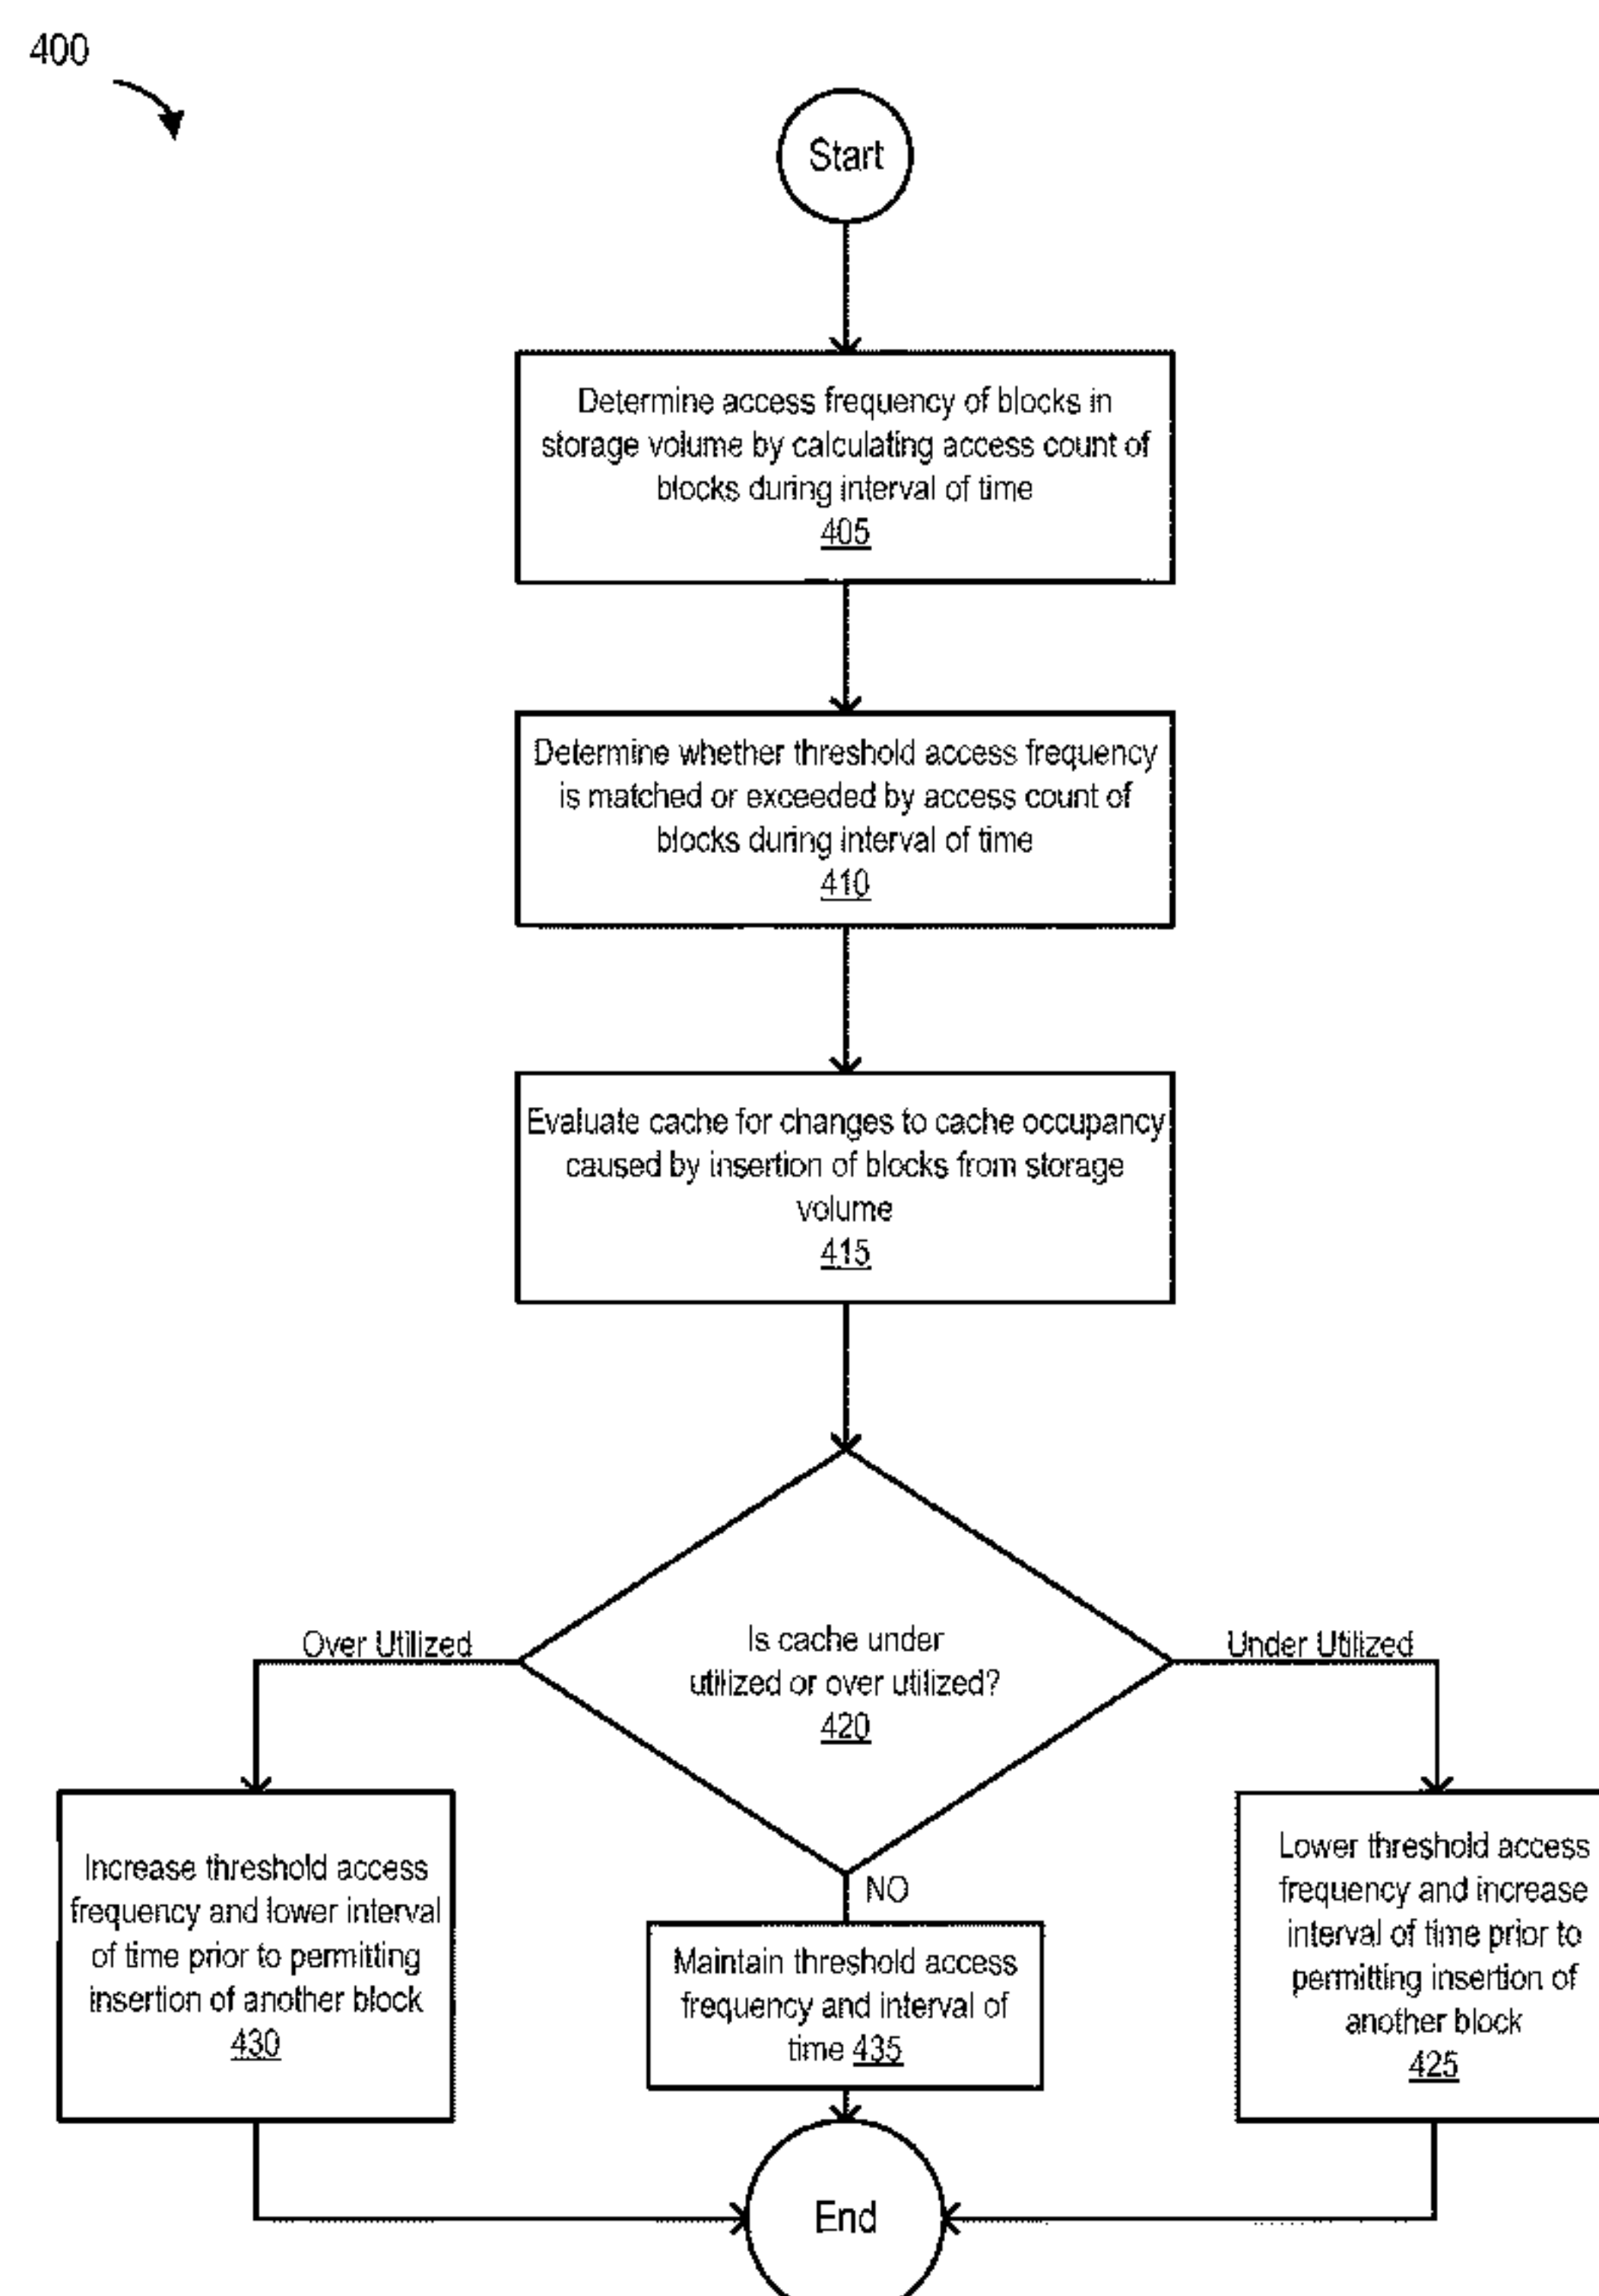 400
Start
Determine access frequency of blocks in
storage volume by calculating access count of
blocks during interval of time
405
Determine whether threshold access frequency
is matched or exceeded by access count of
blocks during interval of time
410
Evaluate cache for changes to cache occupancy
caused by insertion of blocks from storage
volume
415
Over Utilized
Is cache under
utilized or over utilized?
420
Under Utilized
NO
Increase threshold access
frequency and lower interval
of time prior to permitting
insertion of another block
430
Maintain threshold access
frequency and interval of
time 435
Lower threshold access
frequency and increase
interval of time prior to
permitting insertion of
another block
425
End